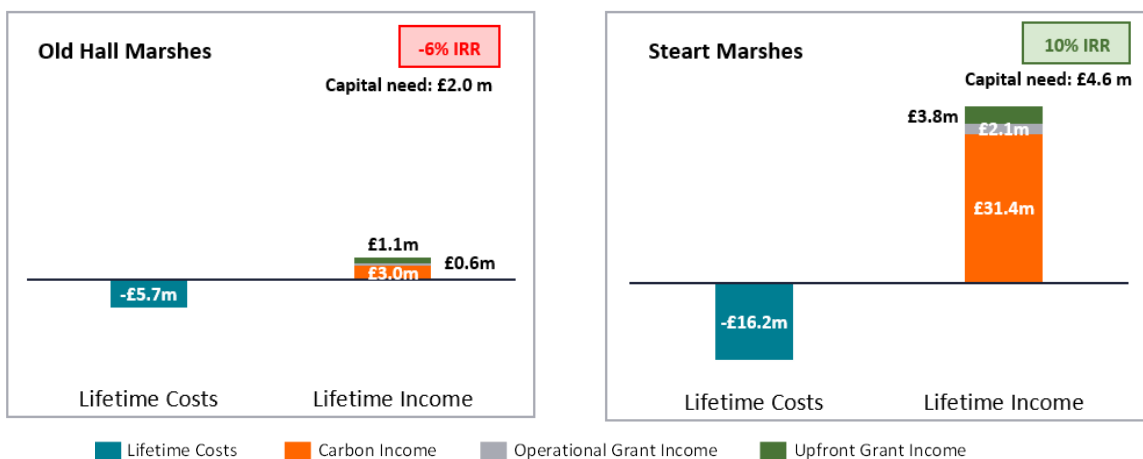 Old Hall Marshes
-6% IRR
Capital need: £2.0 m
£1.1m
£0.6m
£3.0m
-£5.7m
Lifetime Costs
Lifetime Income
Steart Marshes
10% IRR
Capital need: £4.6 m
£3.8m
£2.1m
£31.4m
-£16.2m
Lifetime Costs
Lifetime Income
Lifetime Costs
Carbon Income
Operational Grant Income
Upfront Grant Income